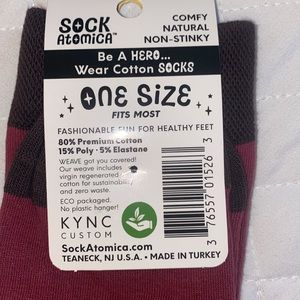 SOCK
AtomicA™
COMFY
NATURAL
NON-STINKY
Be A HERO...
Wear Cotton SOCKS
ONE SIZE
FITS MOST
FASHIONABLE FUN FOR HEALTHY FEET
80% Premium Cotton
15% Poly · 5% Elastane
WEAVE got you covered!
Our weave includes
virgin regenerated
cotton for sustainability
and zero waste.
ECO packaged.
No plastic hanger!
KYNC
CUSTOM
SockAtomica.com
TEANECK, NJ U.S.A. • MADE IN TURKEY
3 76557 01526 3